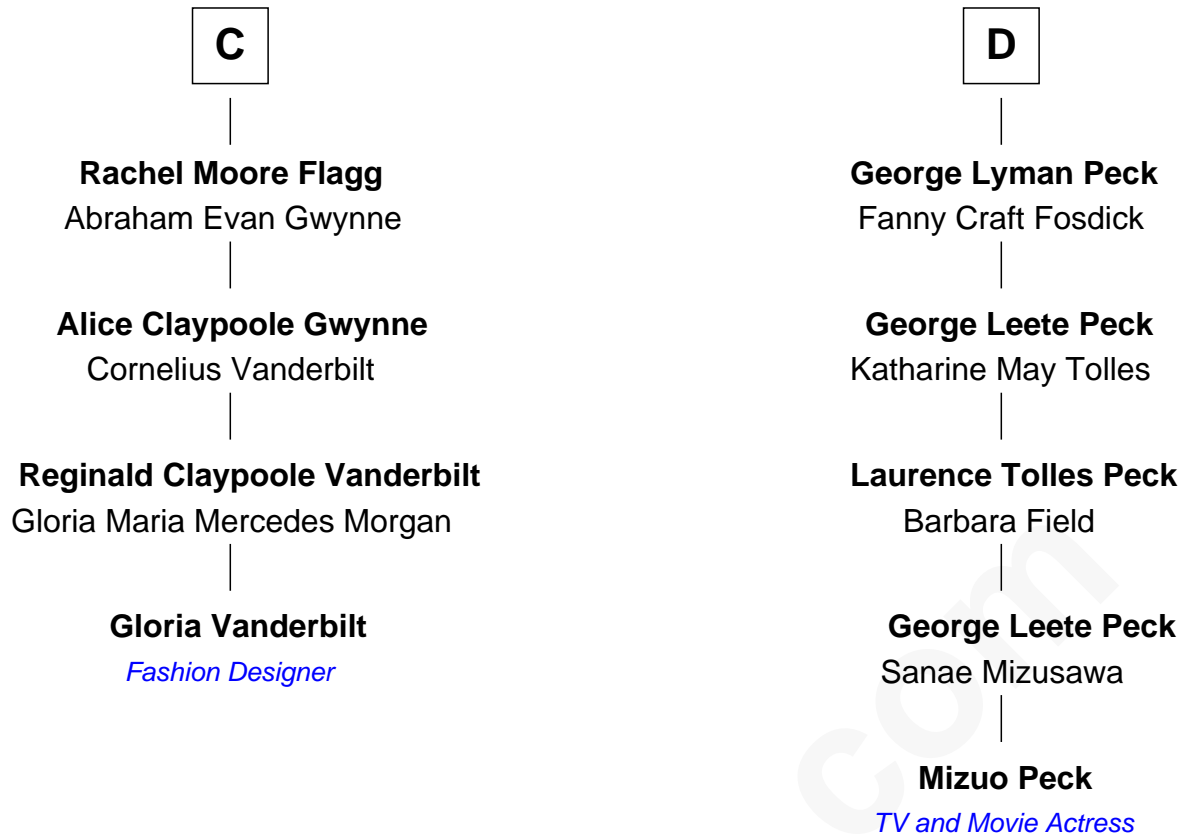 C
Rachel Moore Flagg
Abraham Evan Gwynne
Alice Claypoole Gwynne
Cornelius Vanderbilt
Reginald Claypoole Vanderbilt
Gloria Maria Mercedes Morgan
Gloria Vanderbilt
Fashion Designer
D
George Lyman Peck
Fanny Craft Fosdick
George Leete Peck
Katharine May Tolles
Laurence Tolles Peck
Barbara Field
George Leete Peck
Sanae Mizusawa
Mizuo Peck
TV and Movie Actress
com